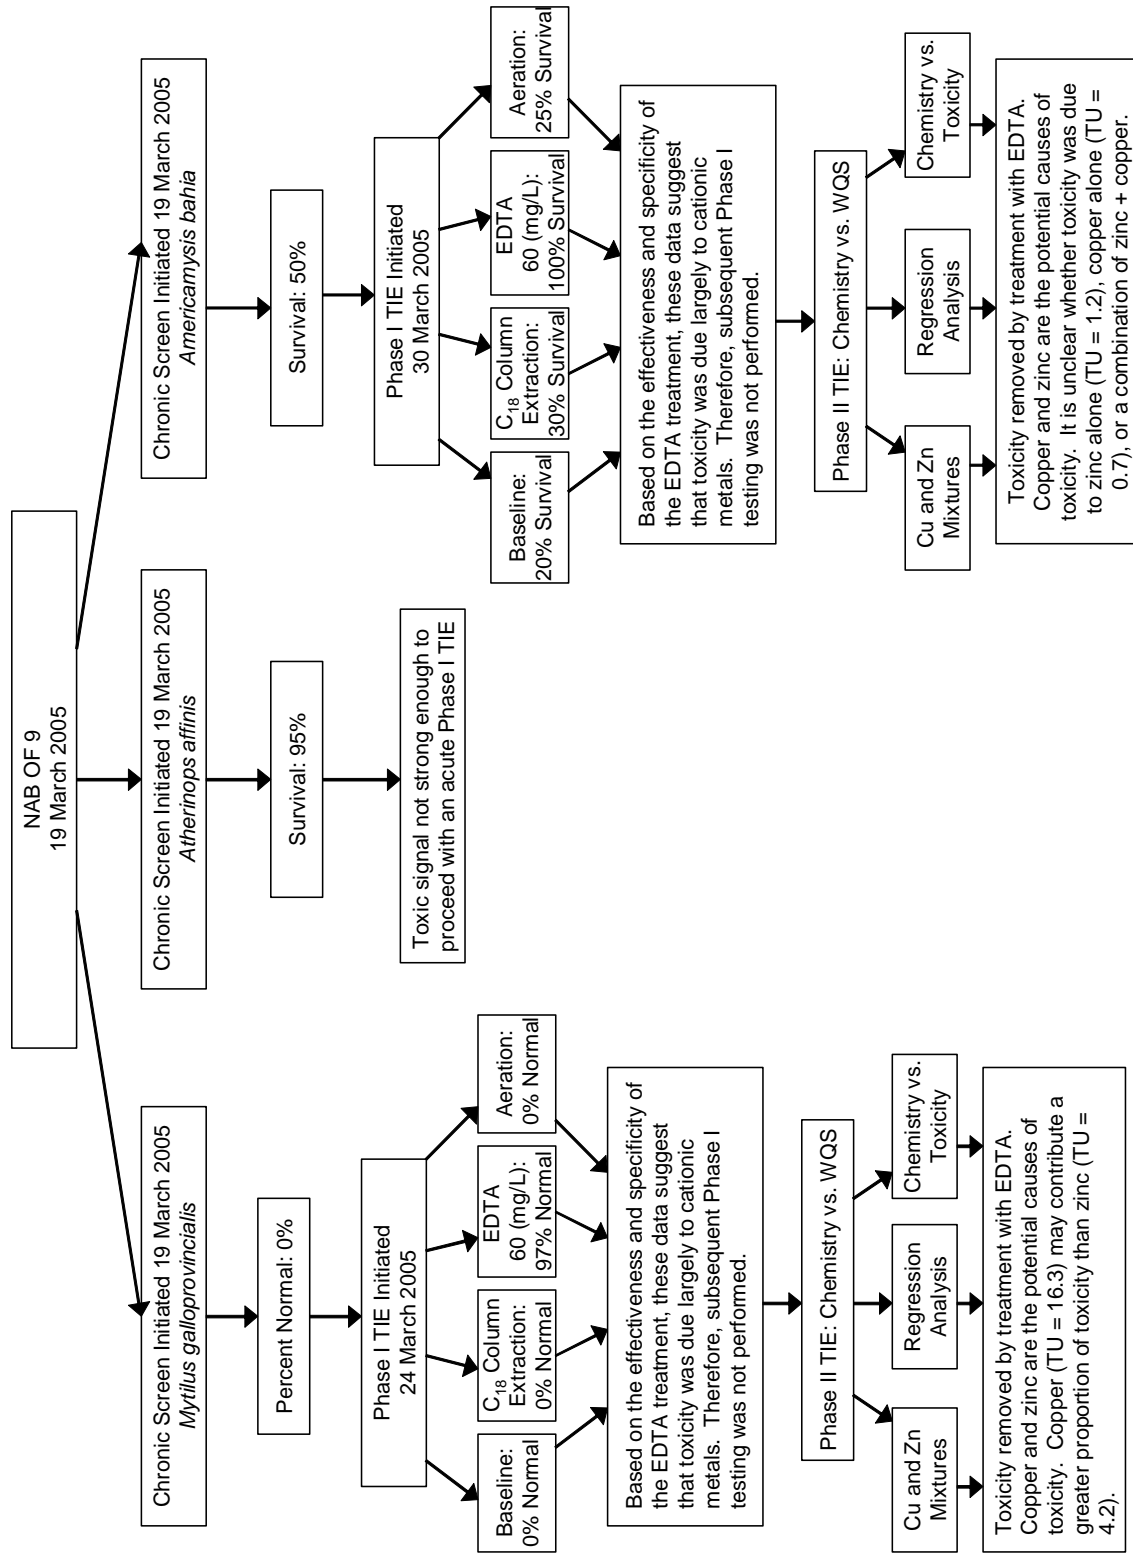 NAB OF 9
19 March 2005
Chronic Screen Initiated 19 March 2005
Mytilus galloprovincialis
Percent Normal: 0%
Phase I TIE Initiated
24 March 2005
Baseline:
0% Normal
C18 Column
Extraction:
0% Normal
EDTA
60 (mg/L):
97% Normal
Aeration:
0% Normal
Based on the effectiveness and specificity of
the EDTA treatment, these data suggest
that toxicity was due largely to cationic
metals. Therefore, subsequent Phase I
testing was not performed.
Phase II TIE: Chemistry vs. WQS
Cu and Zn
Mixtures
Regression
Analysis
Chemistry vs.
Toxicity
Toxicity removed by treatment with EDTA.
Copper and zinc are the potential causes of
toxicity. Copper (TU = 16.3) may contribute a
greater proportion of toxicity than zinc (TU =
4.2).
Chronic Screen Initiated 19 March 2005
Atherinops affinis
Survival: 95%
Toxic signal not strong enough to
proceed with an acute Phase I TIE
Chronic Screen Initiated 19 March 2005
Americamysis bahia
Survival: 50%
Phase I TIE Initiated
30 March 2005
Baseline:
20% Survival
C18 Column
Extraction:
30% Survival
EDTA
60 (mg/L):
100% Survival
Aeration:
25% Survival
Based on the effectiveness and specificity of
the EDTA treatment, these data suggest
that toxicity was due largely to cationic
metals. Therefore, subsequent Phase I
testing was not performed.
Phase II TIE: Chemistry vs. WQS
Cu and Zn
Mixtures
Regression
Analysis
Chemistry vs.
Toxicity
Toxicity removed by treatment with EDTA.
Copper and zinc are the potential causes of
toxicity. It is unclear whether toxicity was due
to zinc alone (TU = 1.2), copper alone (TU =
0.7), or a combination of zinc + copper.